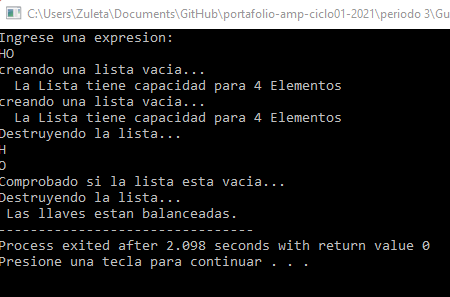 C:\Users\Zuleta\Documents\GitHub\portafolio-amp-ciclo01-2021\periodo 3\Gu
Ingrese una expresion:
HO
creando una lista vacia...
  La Lista tiene capacidad para 4 Elementos
creando una lista vacia...
  La Lista tiene capacidad para 4 Elementos
Destruyendo la lista...
H
O
Comprobado si la lista esta vacia...
Destruyendo la lista...
 Las llaves estan balanceadas.
--------------------------------
Process exited after 2.098 seconds with return value 0
Presione una tecla para continuar . . .